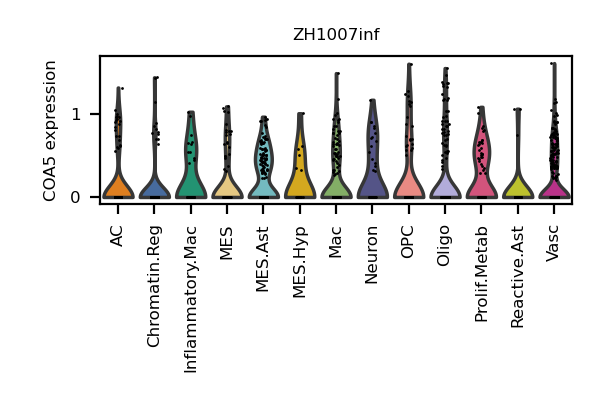 ZH1007inf
COA5 expression
1
0
AC
Chromatin.Reg
Inflammatory.Mac
MES
MES.Ast
MES.Hyp
Mac
Neuron
OPC
Oligo
Prolif.Metab
Reactive.Ast
Vasc